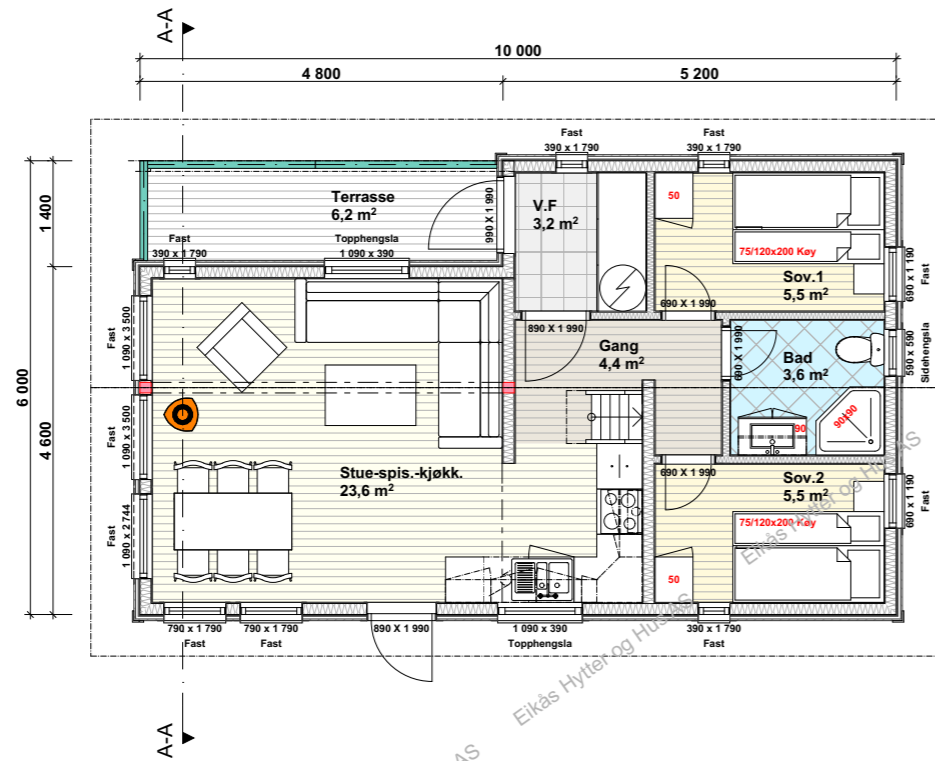 A-A
10 000
4 800
5 200
Fast
390 x 1 790
Fast
390 x 1 790
6 000
1 400
4 600
Terrasse
6,2 m²
990 X 1 990
V.F
3,2 m²
50
75/120x200 Køy
Sov.1
5,5 m²
690 x 1 190
Fast
Fast
390 x 1 790
Topphengsla
1 090 x 390
890 X 1 990
690 X 1 990
Fast
1 090 x 3 500
Gang
4,4 m²
690 X 1 990
Bad
3,6 m²
590 x 590
Sidehengsla
90
90x90
Fast
1 090 x 3 500
Stue-spis.-kjøkk.
23,6 m²
690 X 1 990
Sov.2
5,5 m²
75/120x200 Køy
50
690 x 1 190
Fast
Fast
1 090 x 2 744
790 x 1 790
Fast
790 x 1 790
Fast
890 X 1 990
1 090 x 390
Topphengsla
390 x 1 790
Fast
Eikås Hytter og Hus AS
Eikås Hytter og Hus AS
AS
A-A